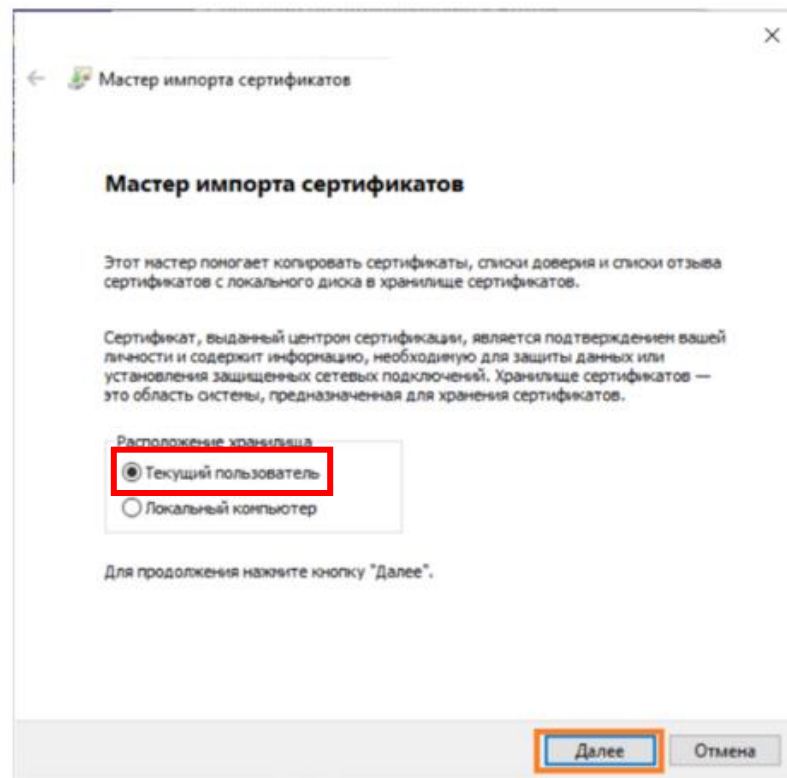 Мастер импорта сертификатов
Мастер импорта сертификатов
Этот мастер помогает копировать сертификаты, списки доверия и списки отзыва
сертификатов с локального диска в хранилище сертификатов.
Сертификат, выданный центром сертификации, является подтверждением вашей
личности и содержит информацию, необходимую для защиты данных или
установления защищенных сетевых подключений. Хранилище сертификатов —
это область системы, предназначенная для хранения сертификатов.
Расположение хранилища
Текущий пользователь
Локальный компьютер
Для продолжения нажмите кнопку "Далее".
Далее Отмена